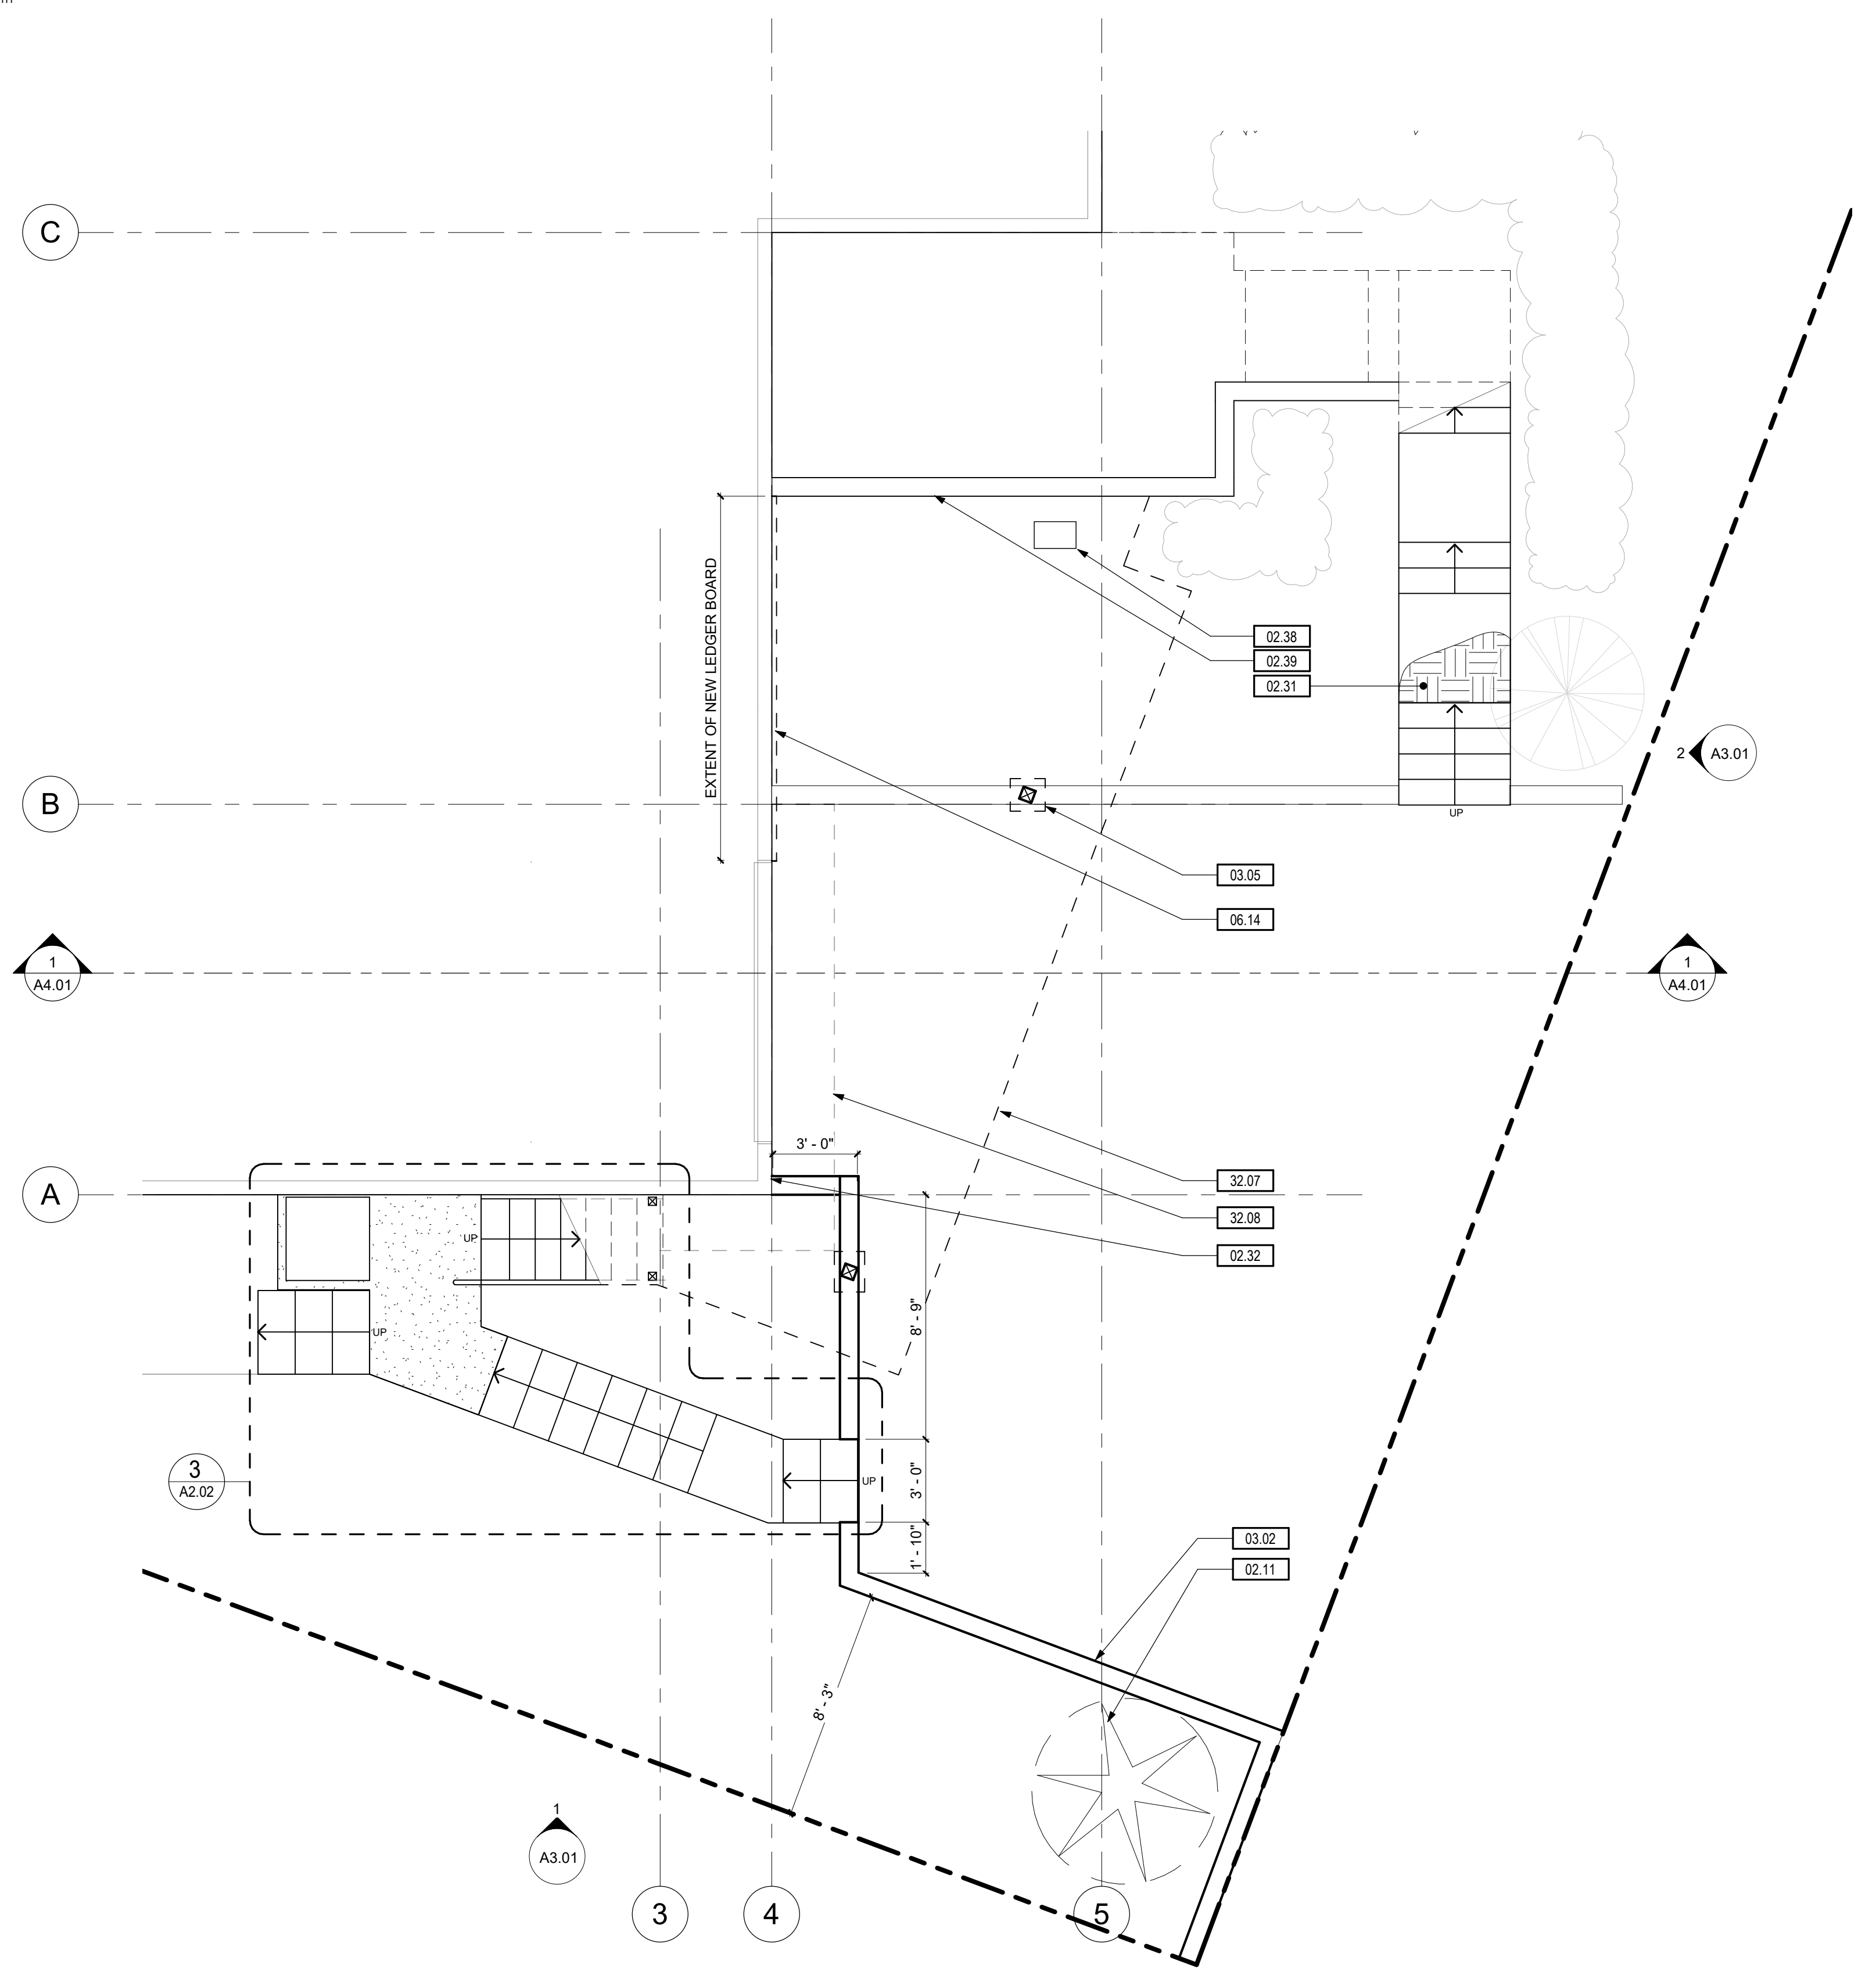 C
EXTENT OF NEW LEDGER BOARD
02.38
02.39
02.31
2
A3.01
B
UP
03.05
06.14
1
A4.01
1
A4.01
3' - 0"
A
32.07
32.08
02.32
UP
8' - 9"
UP
3
A2.02
UP
3' - 0"
1' - 10"
03.02
02.11
8' - 3"
1
A3.01
3
4
5